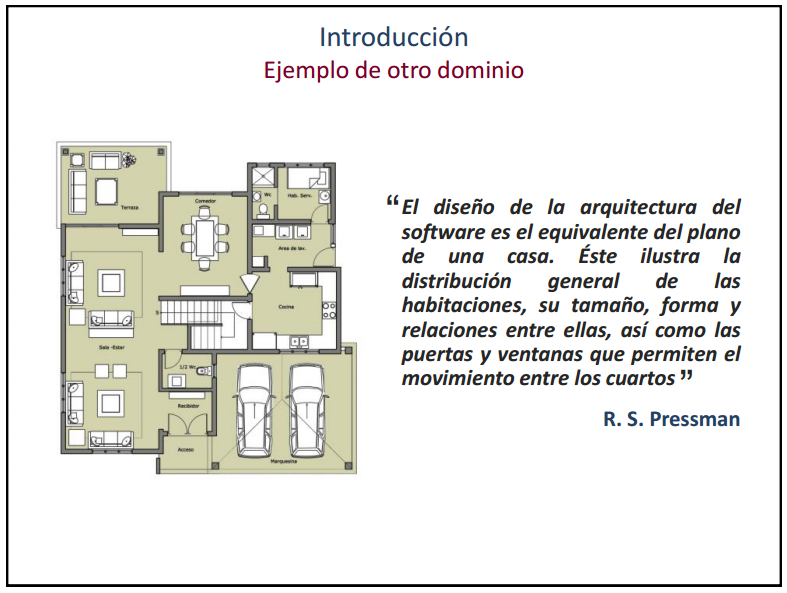 Introducción
Ejemplo de otro dominio
Terraza
Comedor
Wc.
Hab. Serv.
Area de lav.
Cocina
S
Sala -Estar
1/2 Wc.
Recibidor
Acceso
Marquesina
“El diseño de la arquitectura del
software es el equivalente del plano
de una casa. Éste ilustra la
distribución general de las
habitaciones, su tamaño, forma y
relaciones entre ellas, así como las
puertas y ventanas que permiten el
movimiento entre los cuartos”
R. S. Pressman